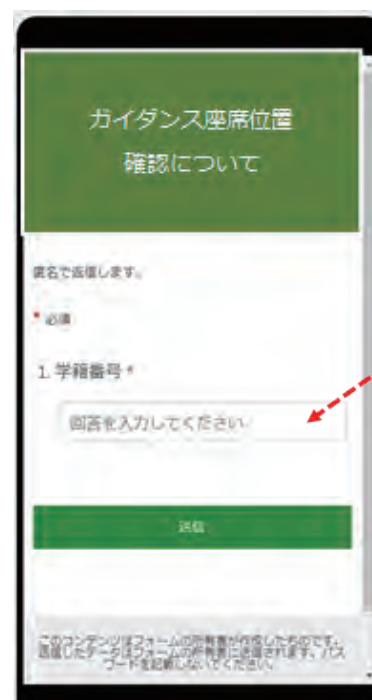 ガイダンス座席位置
確認について
匿名で返信します。
* 必須
1. 学籍番号 *
回答を入力してください
送信
このコンテンツはフォームの所有者が作成したものです。
送信したデータはフォームの所有者に送信されます。パス
ワードを記載しないでください。